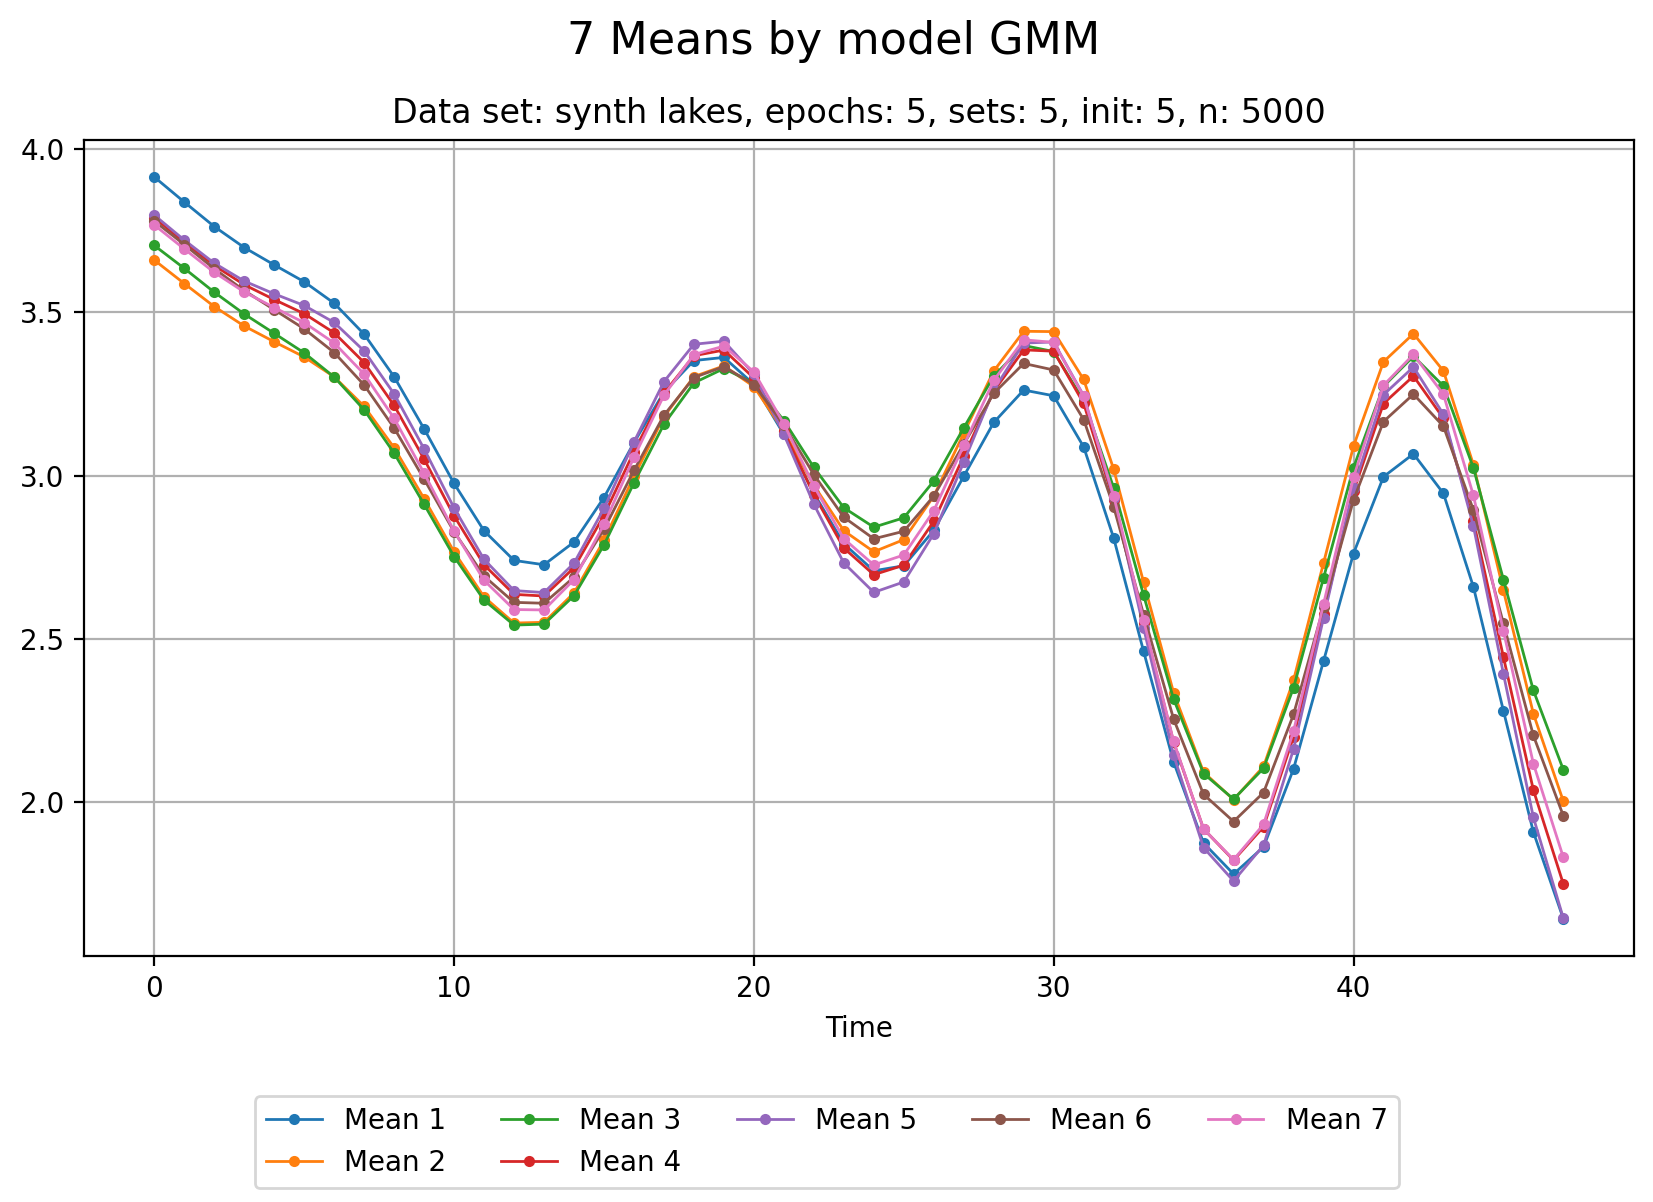 7 Means by model GMM
Data set: synth lakes, epochs: 5, sets: 5, init: 5, n: 5000
4.0
3.5
3.0
2.5
2.0
0 10 20 30 40
Time
Mean 1 Mean 3 Mean 5 Mean 6 Mean 7
Mean 2 Mean 4